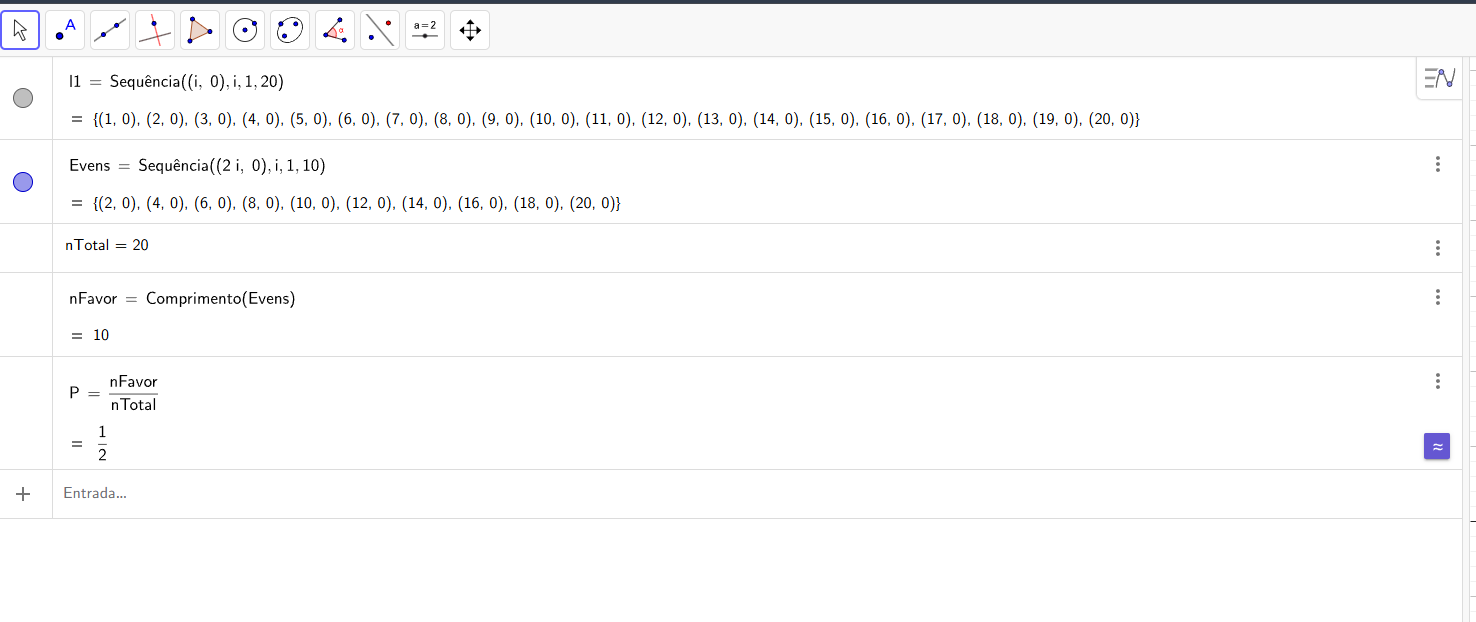 A
a=2
l1 = Sequência((i, 0), i, 1, 20)
= {(1, 0), (2, 0), (3, 0), (4, 0), (5, 0), (6, 0), (7, 0), (8, 0), (9, 0), (10, 0), (11, 0), (12, 0), (13, 0), (14, 0), (15, 0), (16, 0), (17, 0), (18, 0), (19, 0), (20, 0)}
Evens = Sequência((2 i, 0), i, 1, 10)
= {(2, 0), (4, 0), (6, 0), (8, 0), (10, 0), (12, 0), (14, 0), (16, 0), (18, 0), (20, 0)}
nTotal = 20
nFavor = Comprimento(Evens)
= 10
P = nFavor
nTotal
= 1
2
≈
+ Entrada...